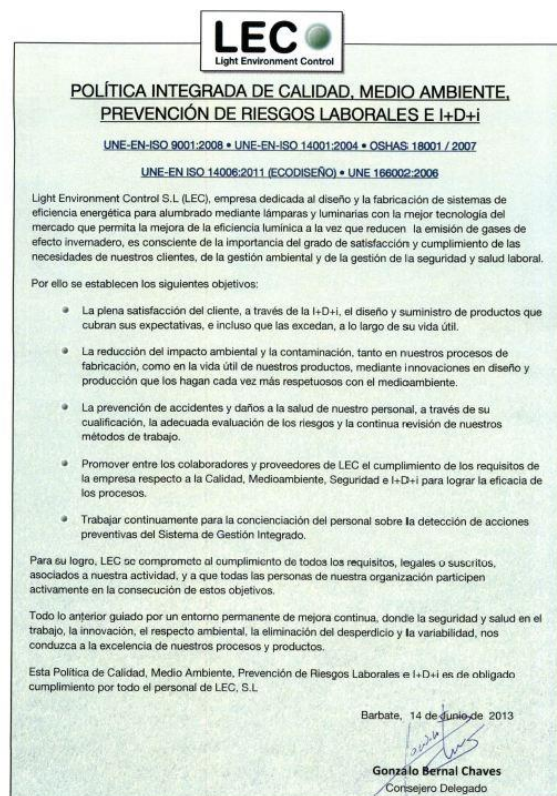 LEC
Light Environment Control
POLÍTICA INTEGRADA DE CALIDAD, MEDIO AMBIENTE,
PREVENCIÓN DE RIESGOS LABORALES E I+D+i
UNE-EN-ISO 9001:2008 • UNE-EN-ISO 14001:2004 • OSHAS 18001 / 2007
UNE-EN ISO 14006:2011 (ECODISEÑO) • UNE 166002:2006
Light Environment Control S.L (LEC), empresa dedicada al diseño y la fabricación de sistemas de
eficiencia energética para alumbrado mediante lámparas y luminarias con la mejor tecnología del
mercado que permita la mejora de la eficiencia lumínica a la vez que reducen la emisión de gases de
efecto invernadero, es consciente de la importancia del grado de satisfacción y cumplimiento de las
necesidades de nuestros clientes, de la gestión ambiental y de la gestión de la seguridad y salud laboral.
Por ello se establecen los siguientes objetivos:
La plena satisfacción del cliente, a través de la I+D+i, el diseño y suministro de productos que
cubran sus expectativas, e incluso que las excedan, a lo largo de su vida útil.
La reducción del impacto ambiental y la contaminación, tanto en nuestros procesos de
fabricación, como en la vida útil de nuestros productos, mediante innovaciones en diseño y
producción que los hagan cada vez más respetuosos con el medioambiente.
La prevención de accidentes y daños a la salud de nuestro personal, a través de su
cualificación, la adecuada evaluación de los riesgos y la continua revisión de nuestros
métodos de trabajo.
Promover entre los colaboradores y proveedores de LEC el cumplimiento de los requisitos de
la empresa respecto a la Calidad, Medioambiente, Seguridad e I+D+i para lograr la eficacia de
los procesos.
Trabajar continuamente para la concienciación del personal sobre la detección de acciones
preventivas del Sistema de Gestión Integrado.
Para su logro, LEC se compromete al cumplimiento de todos los requisitos, legales o suscritos,
asociados a nuestra actividad, y a que todas las personas de nuestra organización participen
activamente en la consecución de estos objetivos.
Todo lo anterior guiado por un entorno permanente de mejora continua, donde la seguridad y salud en el
trabajo, la innovación, el respeto ambiental, la eliminación del desperdicio y la variabilidad, nos
conduzca a la excelencia de nuestros procesos y productos.
Esta Política de Calidad, Medio Ambiente, Prevención de Riesgos Laborales e I+D+i es de obligado
cumplimiento por todo el personal de LEC, S.L
Barbate, 14 de junio de 2013
Gonzalo Bernal Chaves
Consejero Delegado